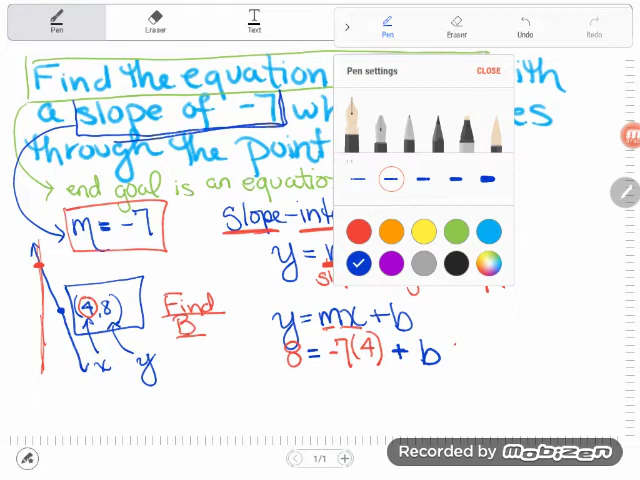 Pen
Eraser
Text
Pen
Eraser
Undo
Redo
Pen settings
CLOSE
Find the equation
a slope of -7
through the point
end goal is an equation
m = -7
Slope-
y =
(4,8)
Find
B
x
y
y = mx + b
8 = -7(4) + b
1/1
Recorded by
mobizen